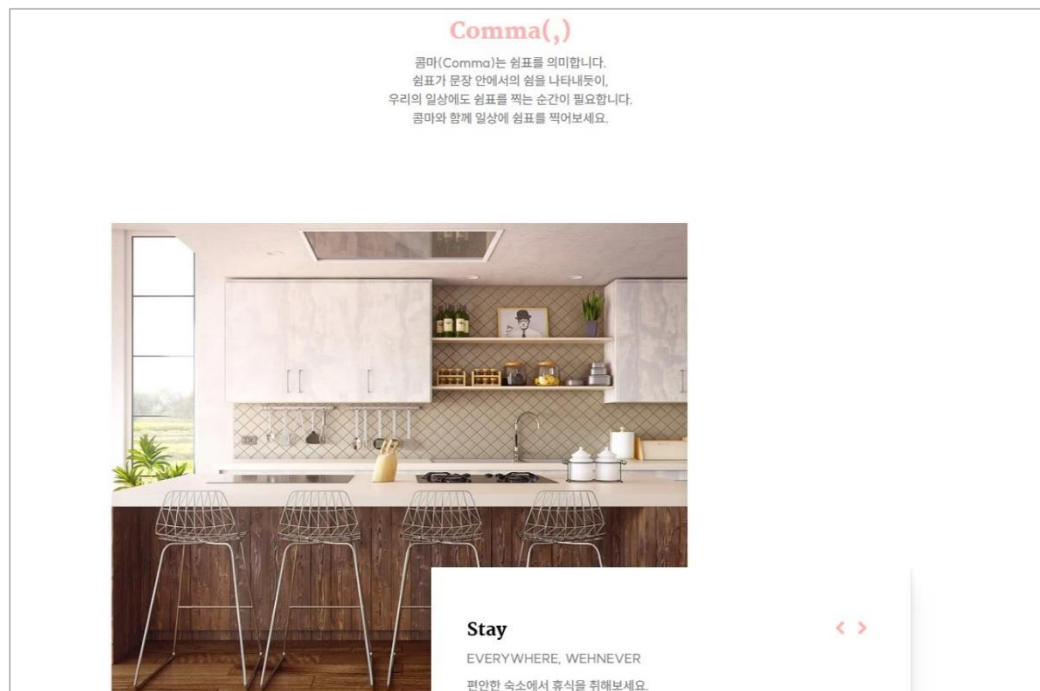 Comma(,)
콤마(Comma)는 쉼표를 의미합니다.
쉼표가 문장 안에서의 쉼을 나타내듯이,
우리의 일상에도 쉼표를 찍는 순간이 필요합니다.
콤마와 함께 일상에 쉼표를 찍어보세요.
Stay
EVERYWHERE, WEHNEVER
편안한 숙소에서 휴식을 취해보세요.